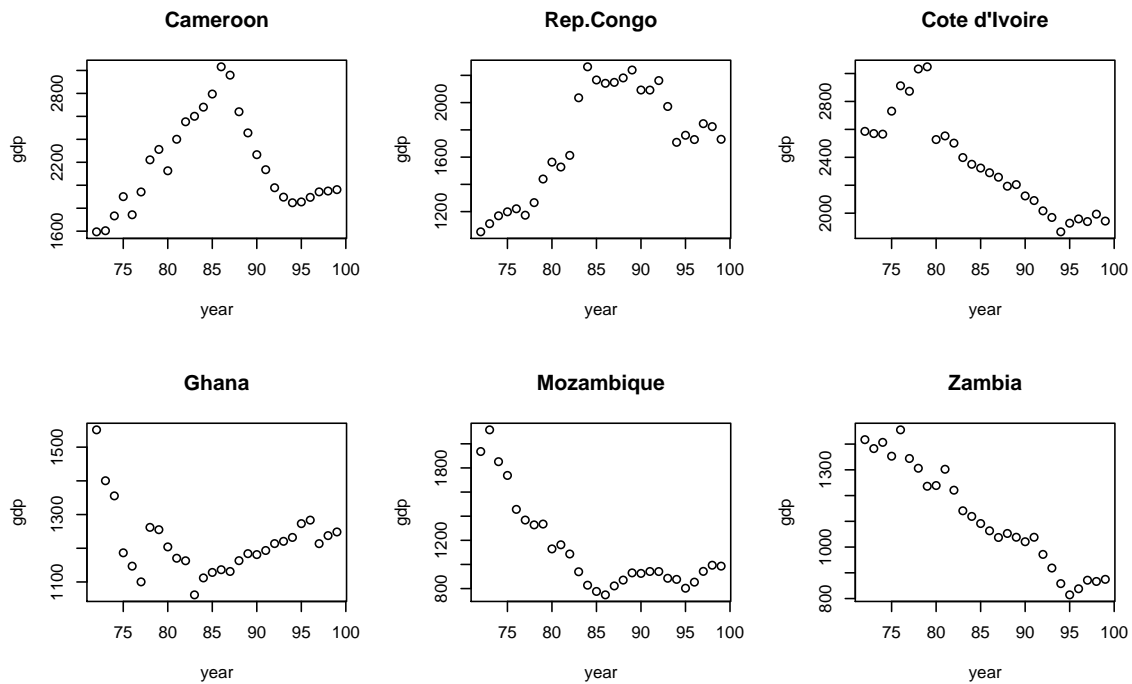 Cameroon
gdp
1600 2200 2800
75 80 85 90 95 100
year
Rep.Congo
gdp
1200 1600 2000
75 80 85 90 95 100
year
Cote d'Ivoire
gdp
2000 2400 2800
75 80 85 90 95 100
year
Ghana
gdp
1100 1300 1500
75 80 85 90 95 100
year
Mozambique
gdp
800 1200 1800
75 80 85 90 95 100
year
Zambia
gdp
800 1000 1300
75 80 85 90 95 100
year